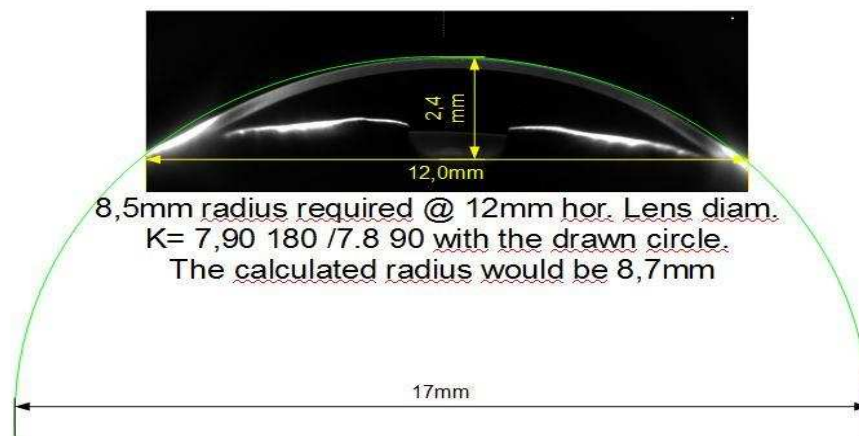 2,4
mm
12,0mm
8,5mm radius required @ 12mm hor. Lens diam.
K= 7,90 180 /7.8 90 with the drawn circle.
The calculated radius would be 8,7mm
17mm